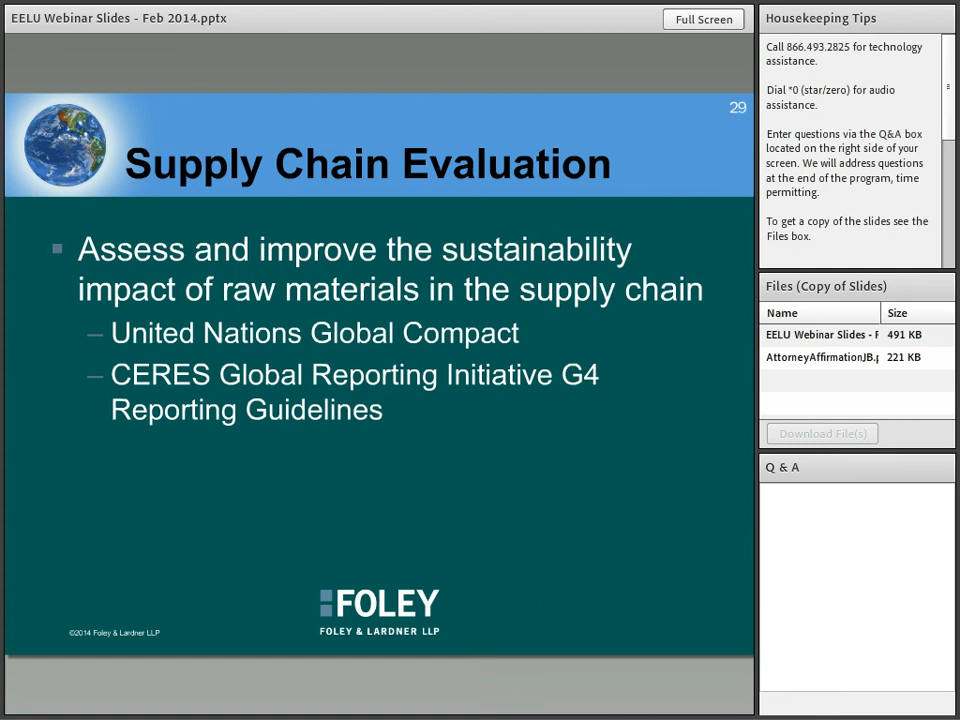 EELU Webinar Slides - Feb 2014.pptx
Full Screen
29
Supply Chain Evaluation
Assess and improve the sustainability
impact of raw materials in the supply chain
– United Nations Global Compact
– CERES Global Reporting Initiative G4
Reporting Guidelines
FOLEY
FOLEY & LARDNER LLP
©2014 Foley & Lardner LLP
Housekeeping Tips
Call 866.493.2825 for technology
assistance.
Dial *0 (star/zero) for audio
assistance.
Enter questions via the Q&A box
located on the right side of your
screen. We will address questions
at the end of the program, time
permitting.
To get a copy of the slides see the
Files box.
Files (Copy of Slides)
Name Size
EELU Webinar Slides - F 491 KB
AttorneyAffirmationJB.p 221 KB
Download File(s)
Q & A